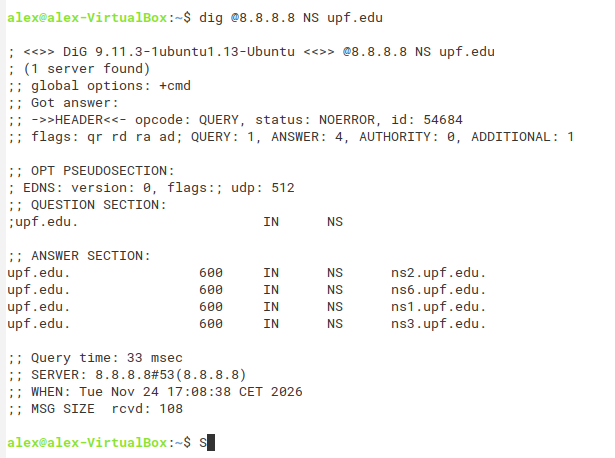 alex@alex-VirtualBox:~$ dig @8.8.8.8 NS upf.edu
; <<>> DiG 9.11.3-1ubuntu1.13-Ubuntu <<>> @8.8.8.8 NS upf.edu
; (1 server found)
;; global options: +cmd
;; Got answer:
;; ->>HEADER<<- opcode: QUERY, status: NOERROR, id: 54684
;; flags: qr rd ra ad; QUERY: 1, ANSWER: 4, AUTHORITY: 0, ADDITIONAL: 1
;; OPT PSEUDOSECTION:
; EDNS: version: 0, flags:; udp: 512
;; QUESTION SECTION:
;upf.edu. IN NS
;; ANSWER SECTION:
upf.edu. 600 IN NS ns2.upf.edu.
upf.edu. 600 IN NS ns6.upf.edu.
upf.edu. 600 IN NS ns1.upf.edu.
upf.edu. 600 IN NS ns3.upf.edu.
;; Query time: 33 msec
;; SERVER: 8.8.8.8#53(8.8.8.8)
;; WHEN: Tue Nov 24 17:08:38 CET 2026
;; MSG SIZE rcvd: 108
alex@alex-VirtualBox:~$ S